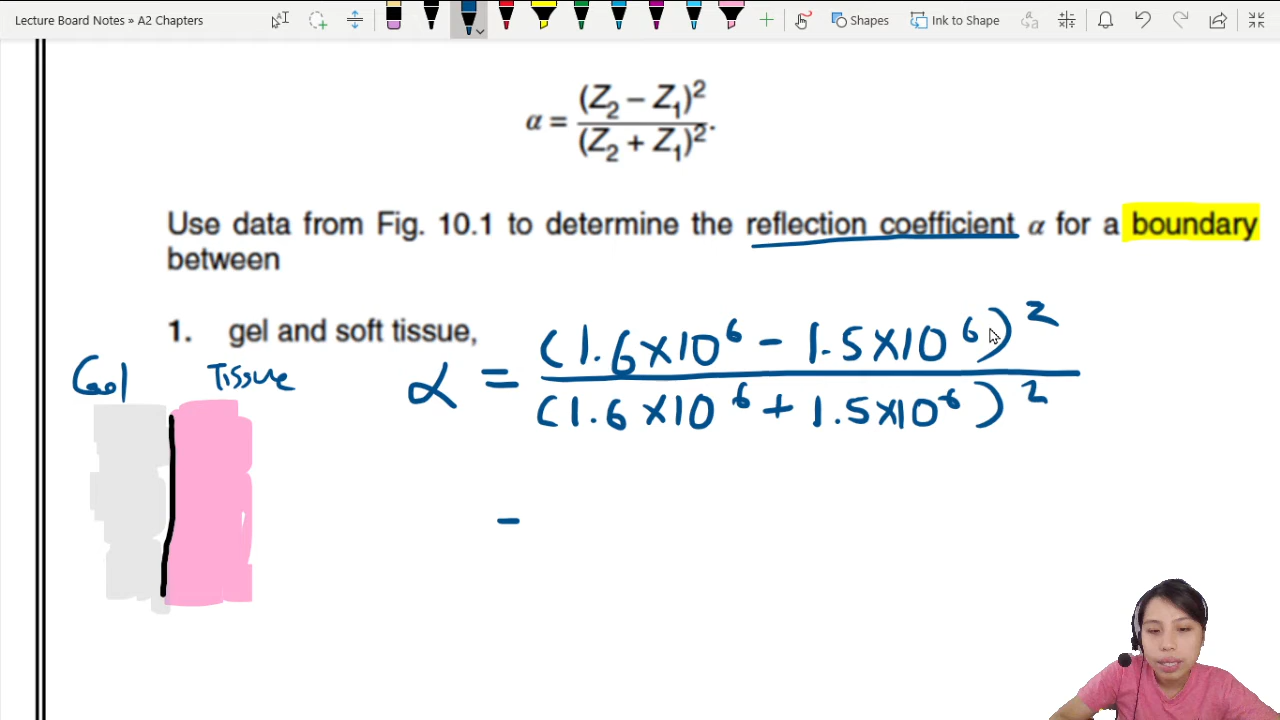 Lecture Board Notes » A2 Chapters
Shapes
Ink to Shape
α = (Z₂ – Z₁)² / (Z₂ + Z₁)².
Use data from Fig. 10.1 to determine the reflection coefficient α for a boundary
between
1. gel and soft tissue,
Gel Tissue
α = (1.6×10⁶ – 1.5×10⁶)² / (1.6×10⁶ + 1.5×10⁶)²
–